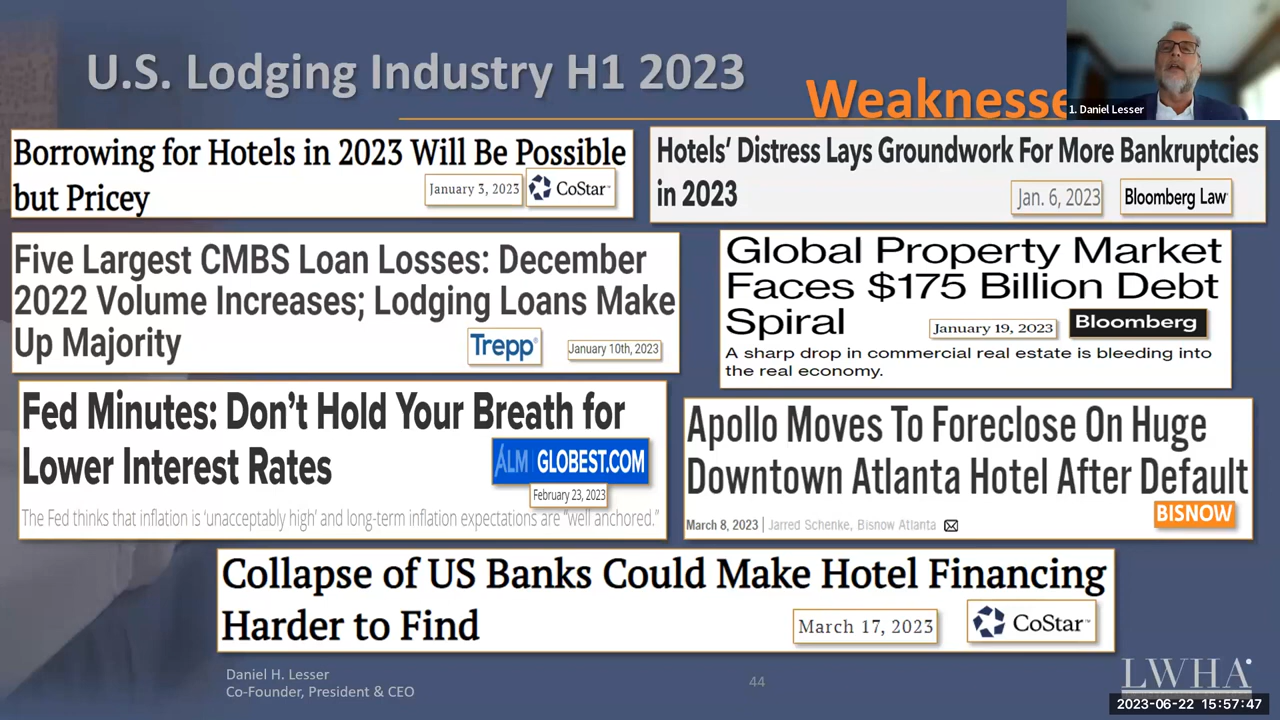 U.S. Lodging Industry H1 2023
Weaknesse
1. Daniel Lesser
Borrowing for Hotels in 2023 Will Be Possible
but Pricey
January 3, 2023
CoStar™
Hotels' Distress Lays Groundwork For More Bankruptcies
in 2023
Jan. 6, 2023
Bloomberg Law
Five Largest CMBS Loan Losses: December
2022 Volume Increases; Lodging Loans Make
Up Majority
Trepp®
January 10th, 2023
Global Property Market
Faces $175 Billion Debt
Spiral
January 19, 2023
Bloomberg
A sharp drop in commercial real estate is bleeding into
the real economy.
Fed Minutes: Don't Hold Your Breath for
Lower Interest Rates
ALM GLOBEST.COM
February 23, 2023
The Fed thinks that inflation is 'unacceptably high' and long-term inflation expectations are "well anchored."
Apollo Moves To Foreclose On Huge
Downtown Atlanta Hotel After Default
March 8, 2023 | Jared Schenke, Bisnow Atlanta
BISNOW
Collapse of US Banks Could Make Hotel Financing
Harder to Find
March 17, 2023
CoStar™
Daniel H. Lesser
Co-Founder, President & CEO
44
LWHA
2023-06-22 15:57:47